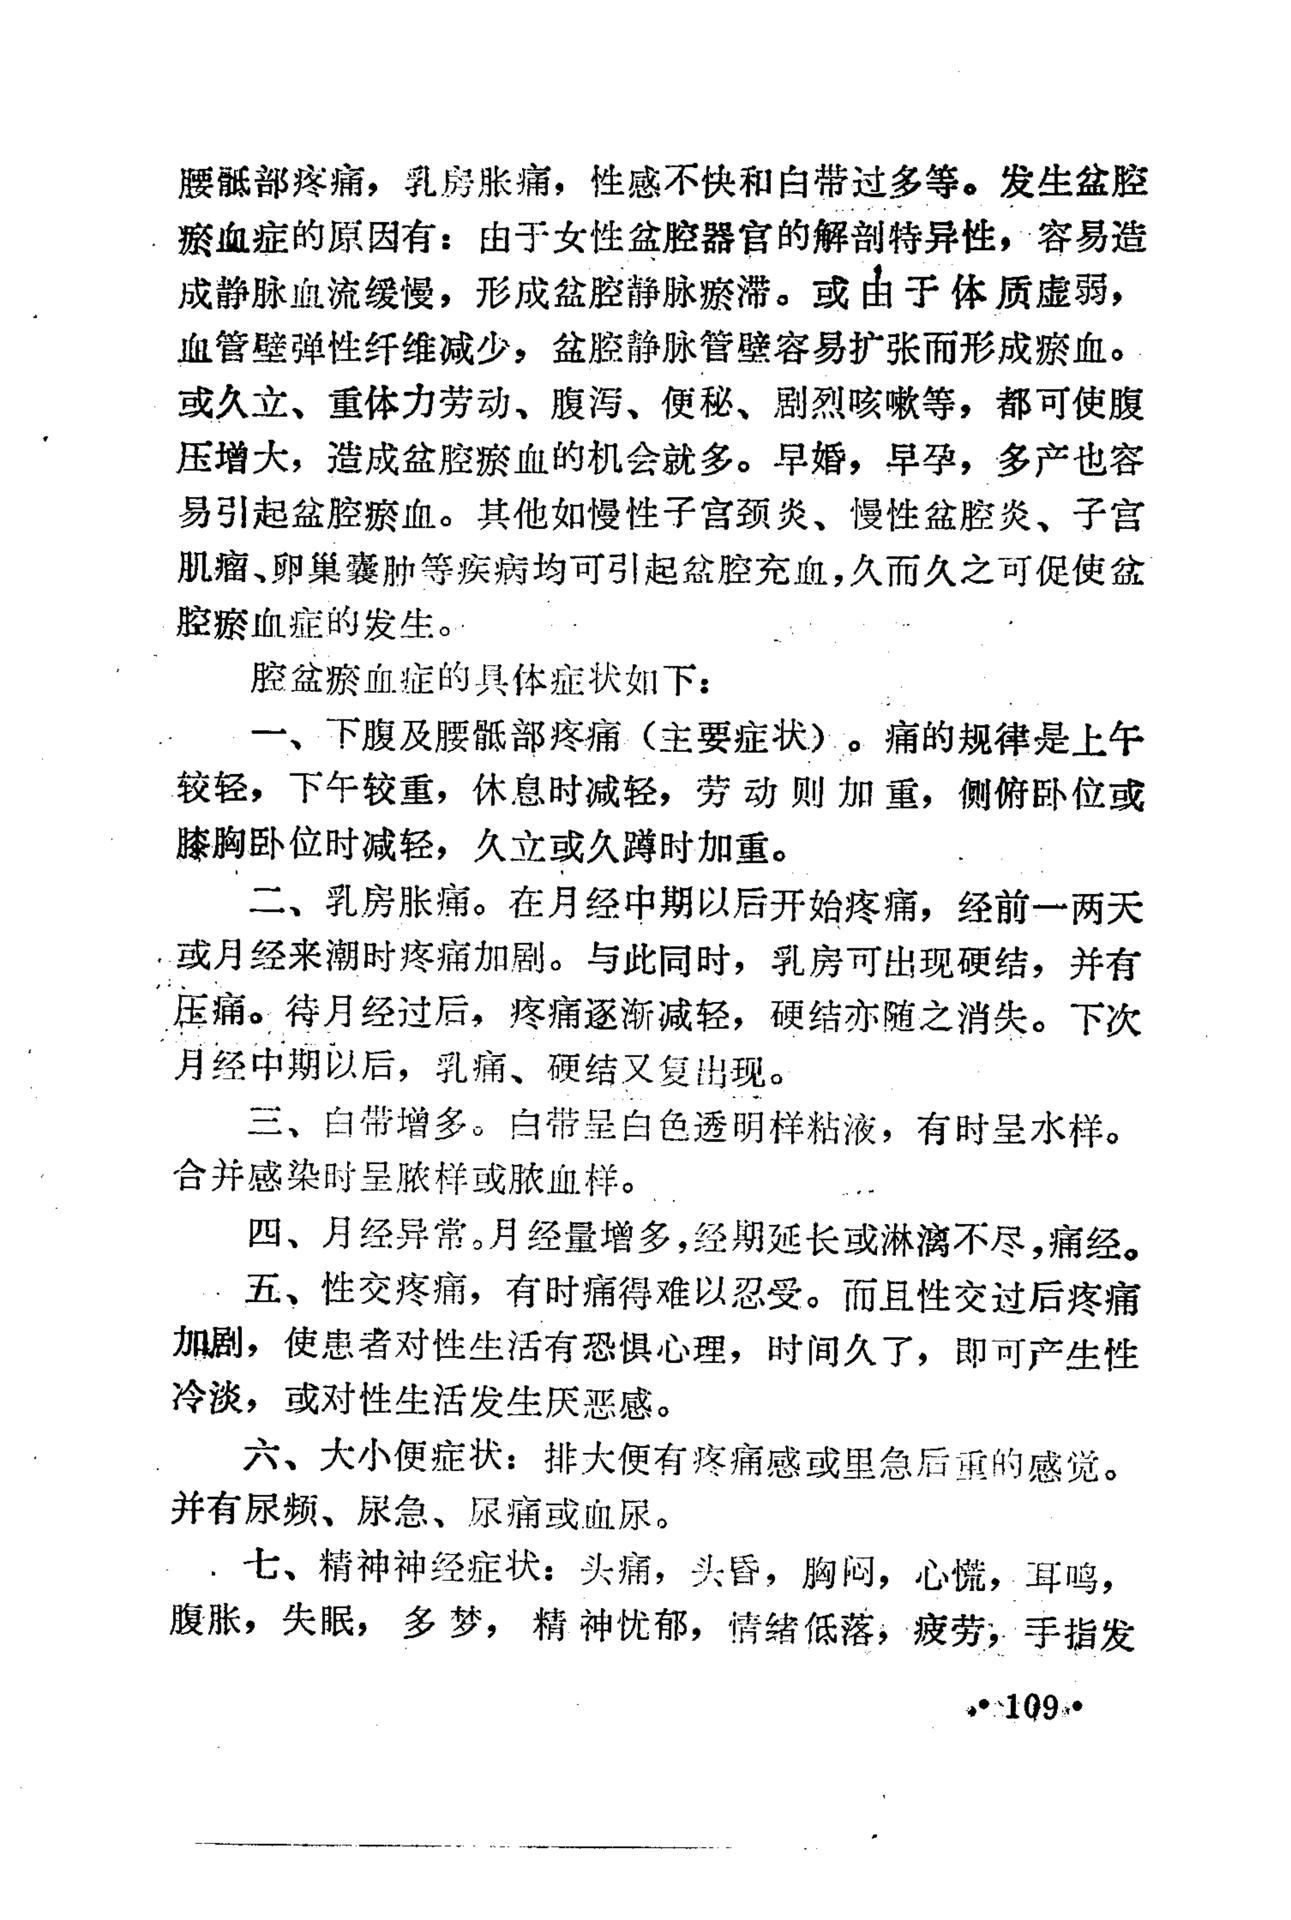 腰骶部疼痛，乳房胀痛，性感不快和白带过多等。发生盆腔
瘀血症的原因有：由于女性盆腔器官的解剖特异性，容易造
成静脉血流缓慢，形成盆腔静脉瘀滞。或由于体质虚弱，
血管壁弹性纤维减少，盆腔静脉管壁容易扩张而形成瘀血。
或久立、重体力劳动、腹泻、便秘、剧烈咳嗽等，都可使腹
压增大，造成盆腔瘀血的机会就多。早婚，早孕，多产也容
易引起盆腔瘀血。其他如慢性子宫颈炎、慢性盆腔炎、子宫
肌瘤、卵巢囊肿等疾病均可引起盆腔充血，久而久之可促使盆
腔瘀血症的发生。
腔盆瘀血症的具体症状如下：
一、下腹及腰骶部疼痛（主要症状）。痛的规律是上午
较轻，下午较重，休息时减轻，劳动则加重，侧俯卧位或
膝胸卧位时减轻，久立或久蹲时加重。
二、乳房胀痛。在月经中期以后开始疼痛，经前一两天
或月经来潮时疼痛加剧。与此同时，乳房可出现硬结，并有
压痛。待月经过后，疼痛逐渐减轻，硬结亦随之消失。下次
月经中期以后，乳痛、硬结又复出现。
三、白带增多。白带呈白色透明样粘液，有时呈水样。
合并感染时呈脓样或脓血样。
四、月经异常。月经量增多，经期延长或淋漓不尽，痛经。
五、性交疼痛，有时痛得难以忍受。而且性交过后疼痛
加剧，使患者对性生活有恐惧心理，时间久了，即可产生性
冷淡，或对性生活发生厌恶感。
六、大小便症状：排大便有疼痛感或里急后重的感觉。
并有尿频、尿急、尿痛或血尿。
七、精神神经症状：头痛，头昏，胸闷，心慌，耳鸣，
腹胀，失眠，多梦，精神忧郁，情绪低落，疲劳，手指发
•109•